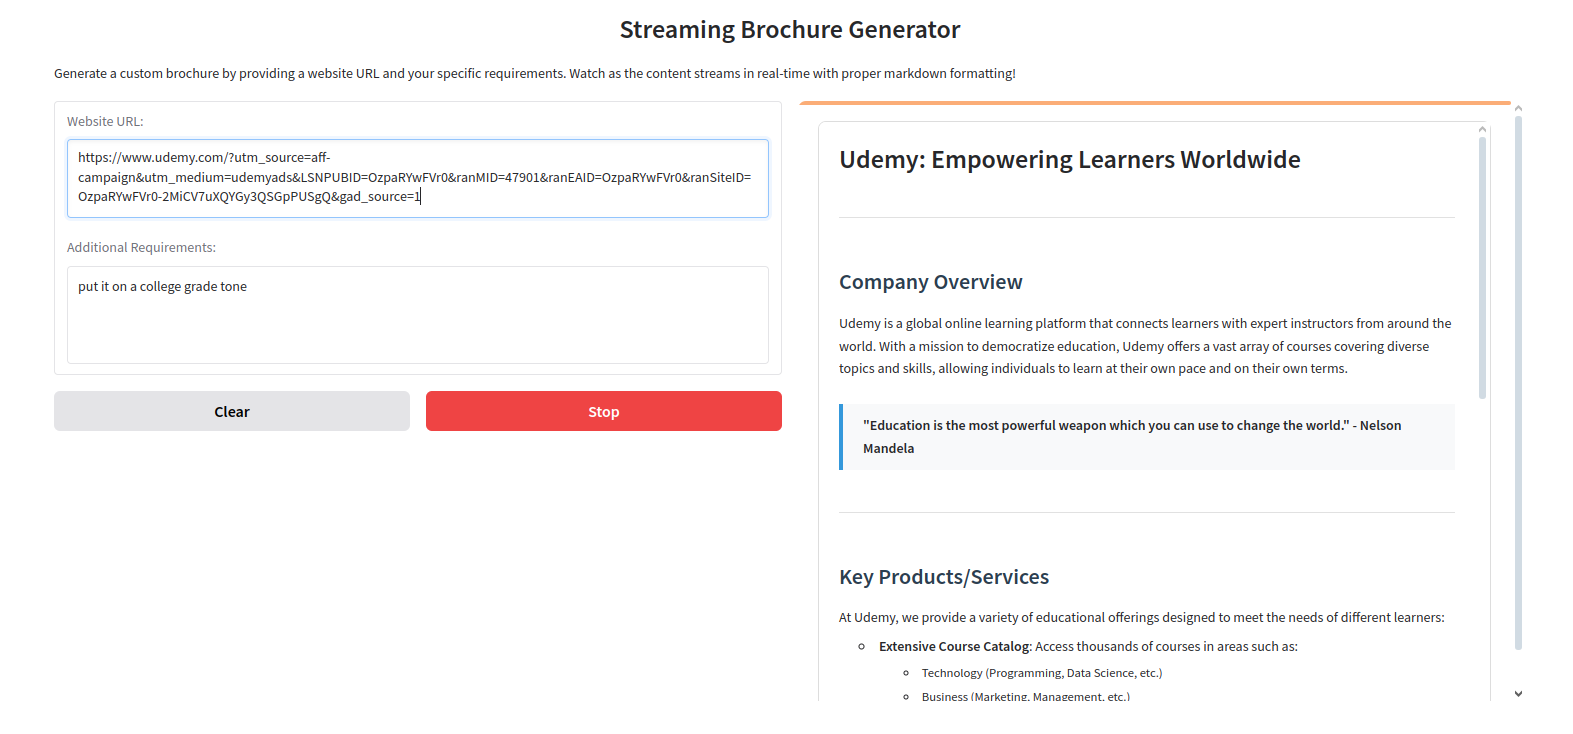 Streaming Brochure Generator
Generate a custom brochure by providing a website URL and your specific requirements. Watch as the content streams in real-time with proper markdown formatting!
Website URL:
https://www.udemy.com/?utm_source=aff-
campaign&utm_medium=udemyads&LSNPUBID=OzpaRYwFVr0&ranMID=47901&ranEAID=OzpaRYwFVr0&ranSiteID=
OzpaRYwFVr0-2MiCV7uXQYGy3QSGpPUSgQ&gad_source=1
Additional Requirements:
put it on a college grade tone
Clear
Stop
Udemy: Empowering Learners Worldwide
Company Overview
Udemy is a global online learning platform that connects learners with expert instructors from around the
world. With a mission to democratize education, Udemy offers a vast array of courses covering diverse
topics and skills, allowing individuals to learn at their own pace and on their own terms.
"Education is the most powerful weapon which you can use to change the world." - Nelson
Mandela
Key Products/Services
At Udemy, we provide a variety of educational offerings designed to meet the needs of different learners:
Extensive Course Catalog: Access thousands of courses in areas such as:
Technology (Programming, Data Science, etc.)
Business (Marketing, Management, etc.)